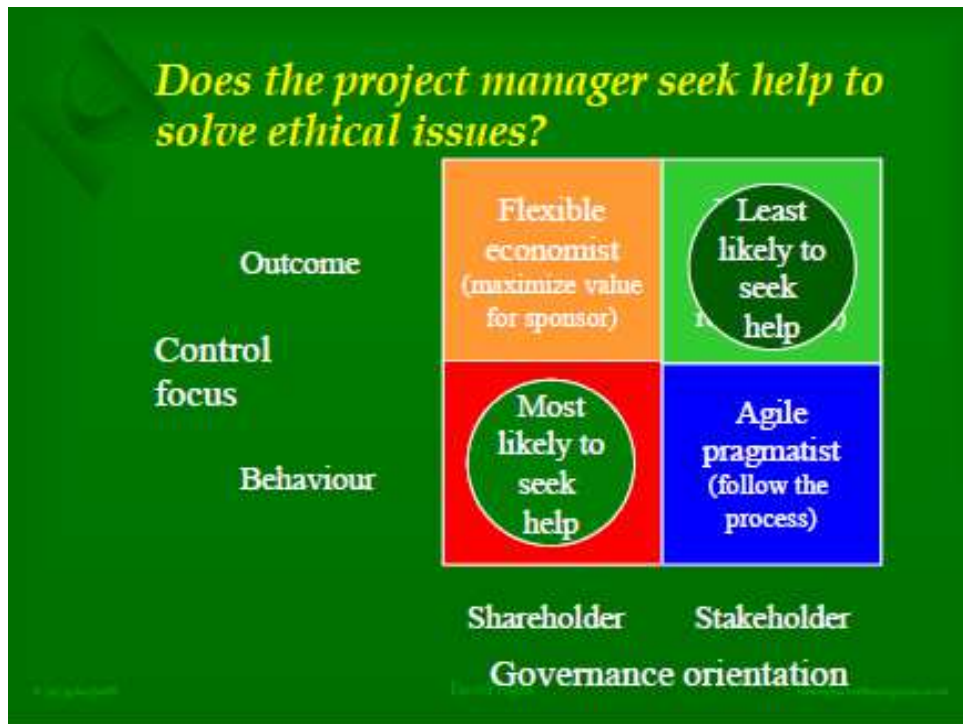 Does the project manager seek help to
solve ethical issues?
Flexible
economist
(maximize value
for sponsor)
Least
likely to
seek
help
Outcome
Control
focus
Most
likely to
seek
help
Agile
pragmatist
(follow the
process)
Behaviour
Shareholder
Stakeholder
Governance orientation